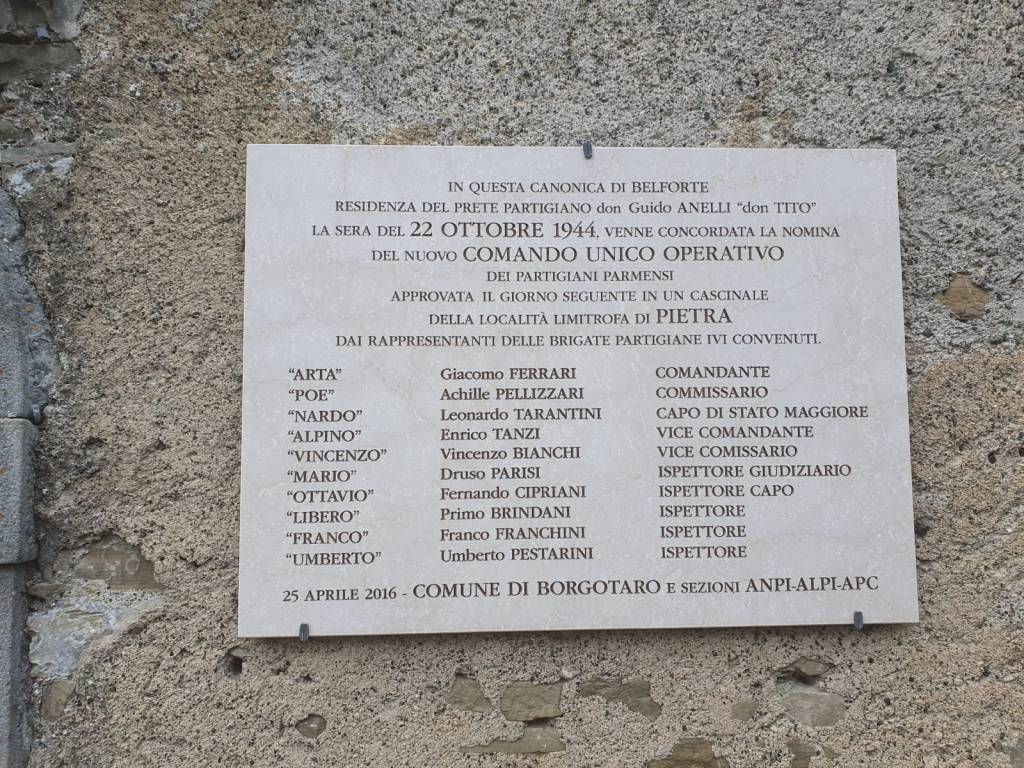 IN QUESTA CANONICA DI BELFORTE
RESIDENZA DEL PRETE PARTIGIANO don Guido ANELLI “don TITO”
LA SERA DEL 22 OTTOBRE 1944, VENNE CONCORDATA LA NOMINA
DEL NUOVO COMANDO UNICO OPERATIVO
DEI PARTIGIANI PARMENSI
APPROVATA IL GIORNO SEGUENTE IN UN CASCINALE
DELLA LOCALITÀ LIMITROFA DI PIETRA
DAI RAPPRESENTANTI DELLE BRIGATE PARTIGIANE IVI CONVENUTI.
“ARTA” Giacomo FERRARI COMANDANTE
“POE” Achille PELLIZZARI COMMISSARIO
“NARDO” Leonardo TARANTINI CAPO DI STATO MAGGIORE
“ALPINO” Enrico TANZI VICE COMANDANTE
“VINCENZO” Vincenzo BIANCHI VICE COMISSARIO
“MARIO” Druso PARISI ISPETTORE GIUDIZIARIO
“OTTAVIO” Fernando CIPRIANI ISPETTORE CAPO
“LIBERO” Primo BRINDANI ISPETTORE
“FRANCO” Franco FRANCHINI ISPETTORE
“UMBERTO” Umberto PESTARINI ISPETTORE
25 APRILE 2016 - COMUNE DI BORGOTARO E SEZIONI ANPI-ALPI-APC